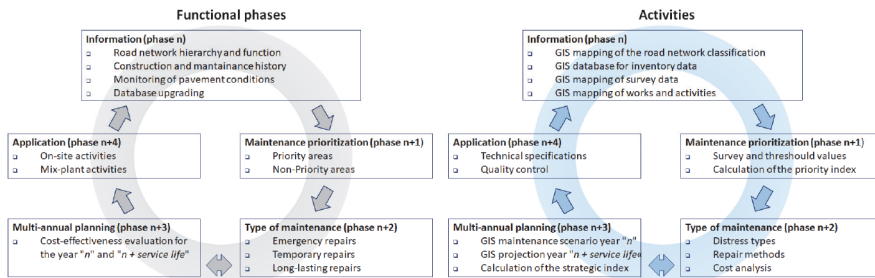 Functional phases
Information (phase n)
Road network hierarchy and function
Construction and mantainance history
Monitoring of pavement conditions
Database upgrading
Application (phase n+4)
On-site activities
Mix-plant activities
Maintenance prioritization (phase n+1)
Priority areas
Non-Priority areas
Multi-annual planning (phase n+3)
Cost-effectiveness evaluation for
the year "n" and "n + service life"
Type of maintenance (phase n+2)
Emergency repairs
Temporary repairs
Long-lasting repairs
Activities
Information (phase n)
GIS mapping of the road network classification
GIS database for inventory data
GIS mapping of survey data
GIS mapping of works and activities
Application (phase n+4)
Technical specifications
Quality control
Maintenance prioritization (phase n+1)
Survey and threshould values
Calculation of the priority index
Multi-annual planning (phase n+3)
GIS maintenance scenario year "n"
GIS projection year "n + service life"
Calculation of the strategic index
Type of maintenance (phase n+2)
Distress types
Repair methods
Cost analysis